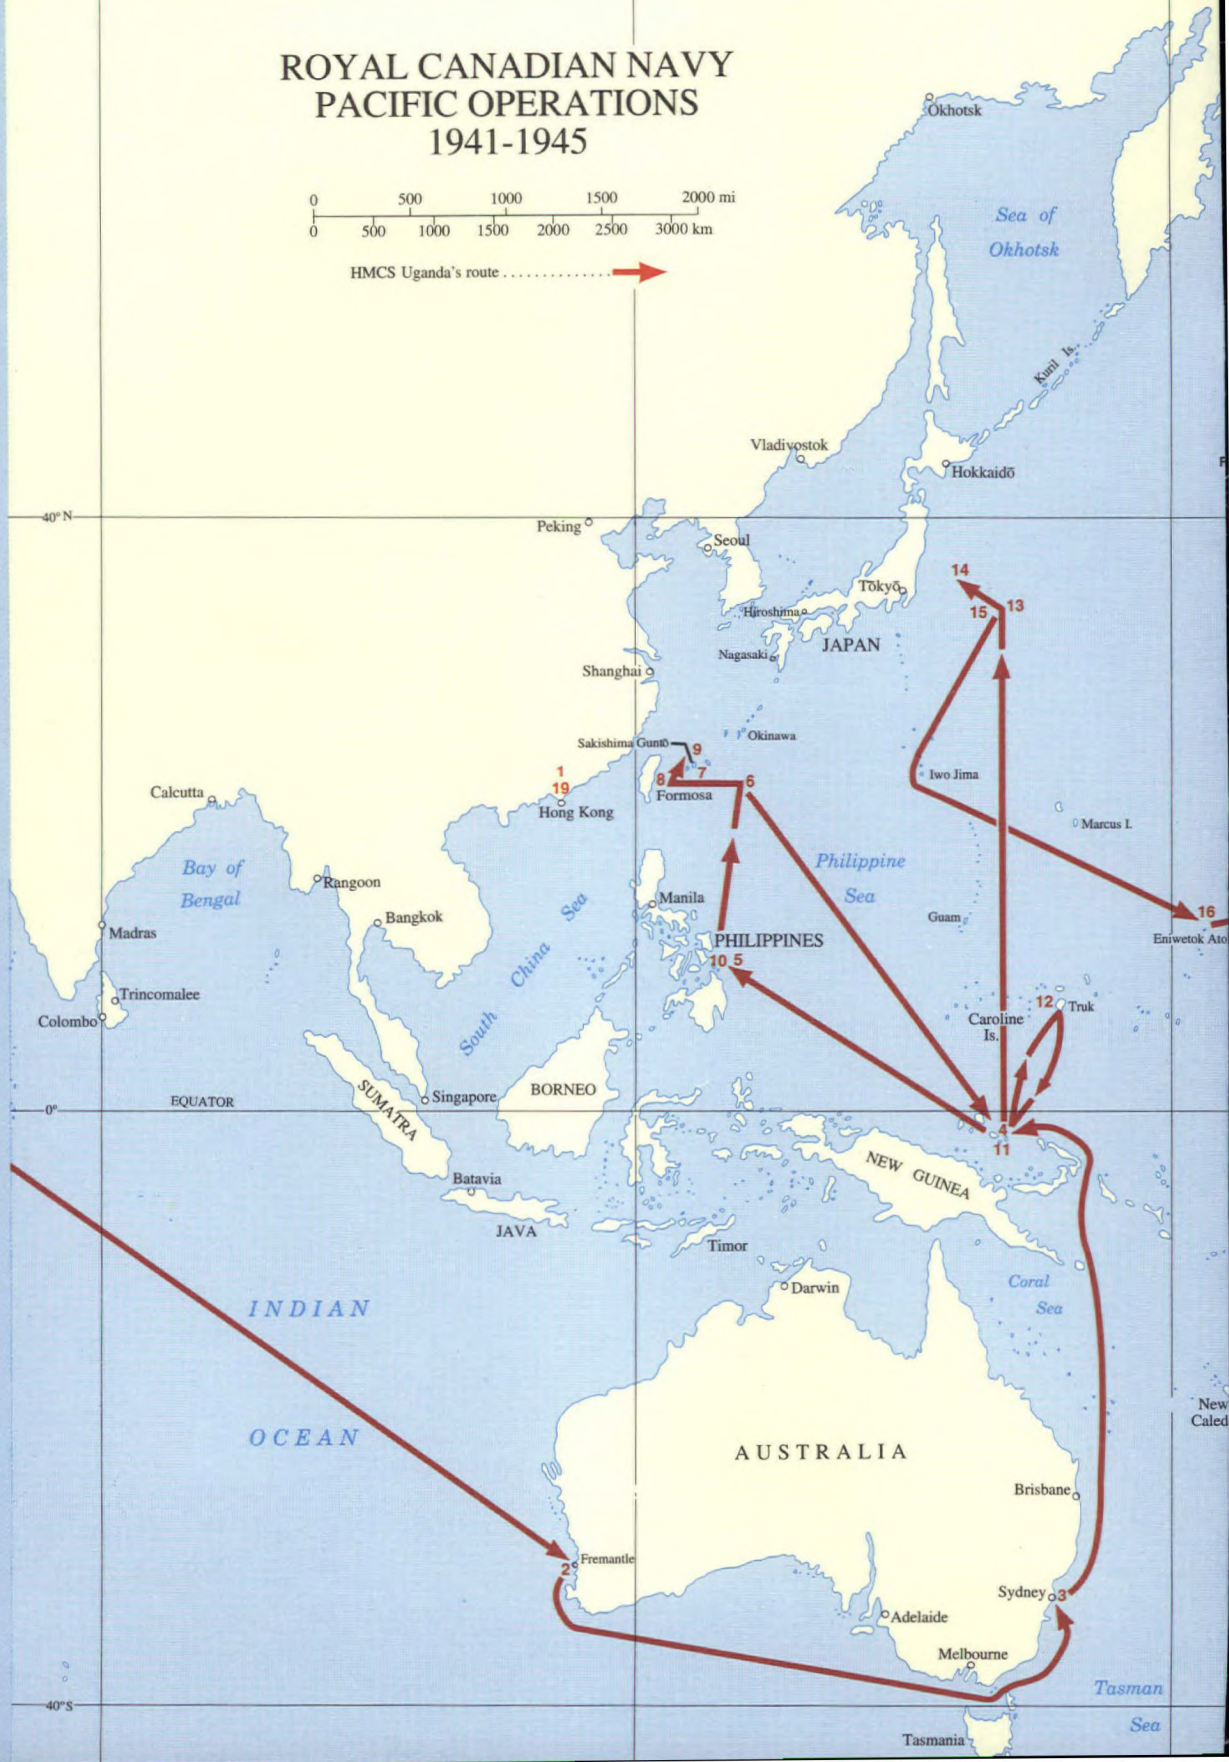 ROYAL CANADIAN NAVY
PACIFIC OPERATIONS
1941-1945
0 500 1000 1500 2000 mi
0 500 1000 1500 2000 2500 3000 km
HMCS Uganda's route
Okhotsk
Sea of
Okhotsk
Kuril Is.
Vladivostok
Hokkaidō
40° N
Peking
Seoul
14
Tōkyō
13
15
Hiroshima
JAPAN
Nagasaki
Shanghai
Okinawa
Sakishima Guntō
9
7
8
6
Formosa
Iwo Jima
1
19
Hong Kong
Calcutta
Marcus I.
Bay of
Bengal
Philippine
Sea
Rangoon
Manila
Bangkok
Guam
16
Madras
PHILIPPINES
Eniwetok Ato
10 5
South China Sea
Trincomalee
Colombo
12
Truk
Caroline
Is.
SUMATRA
BORNEO
Singapore
EQUATOR
0°
4
11
NEW GUINEA
Batavia
JAVA
Timor
Darwin
Coral
Sea
INDIAN
OCEAN
New
Caled
AUSTRALIA
Brisbane
Fremantle
2
Sydney
3
Adelaide
Melbourne
Tasman
Sea
40°S
Tasmania